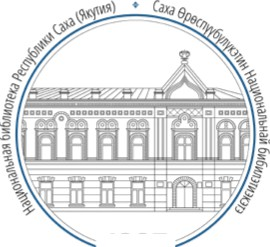 Национальная библиотека Республики Саха (Якутия)
Саха Өрөспүүбүлүкэтин Национальнай библиотекэтэ